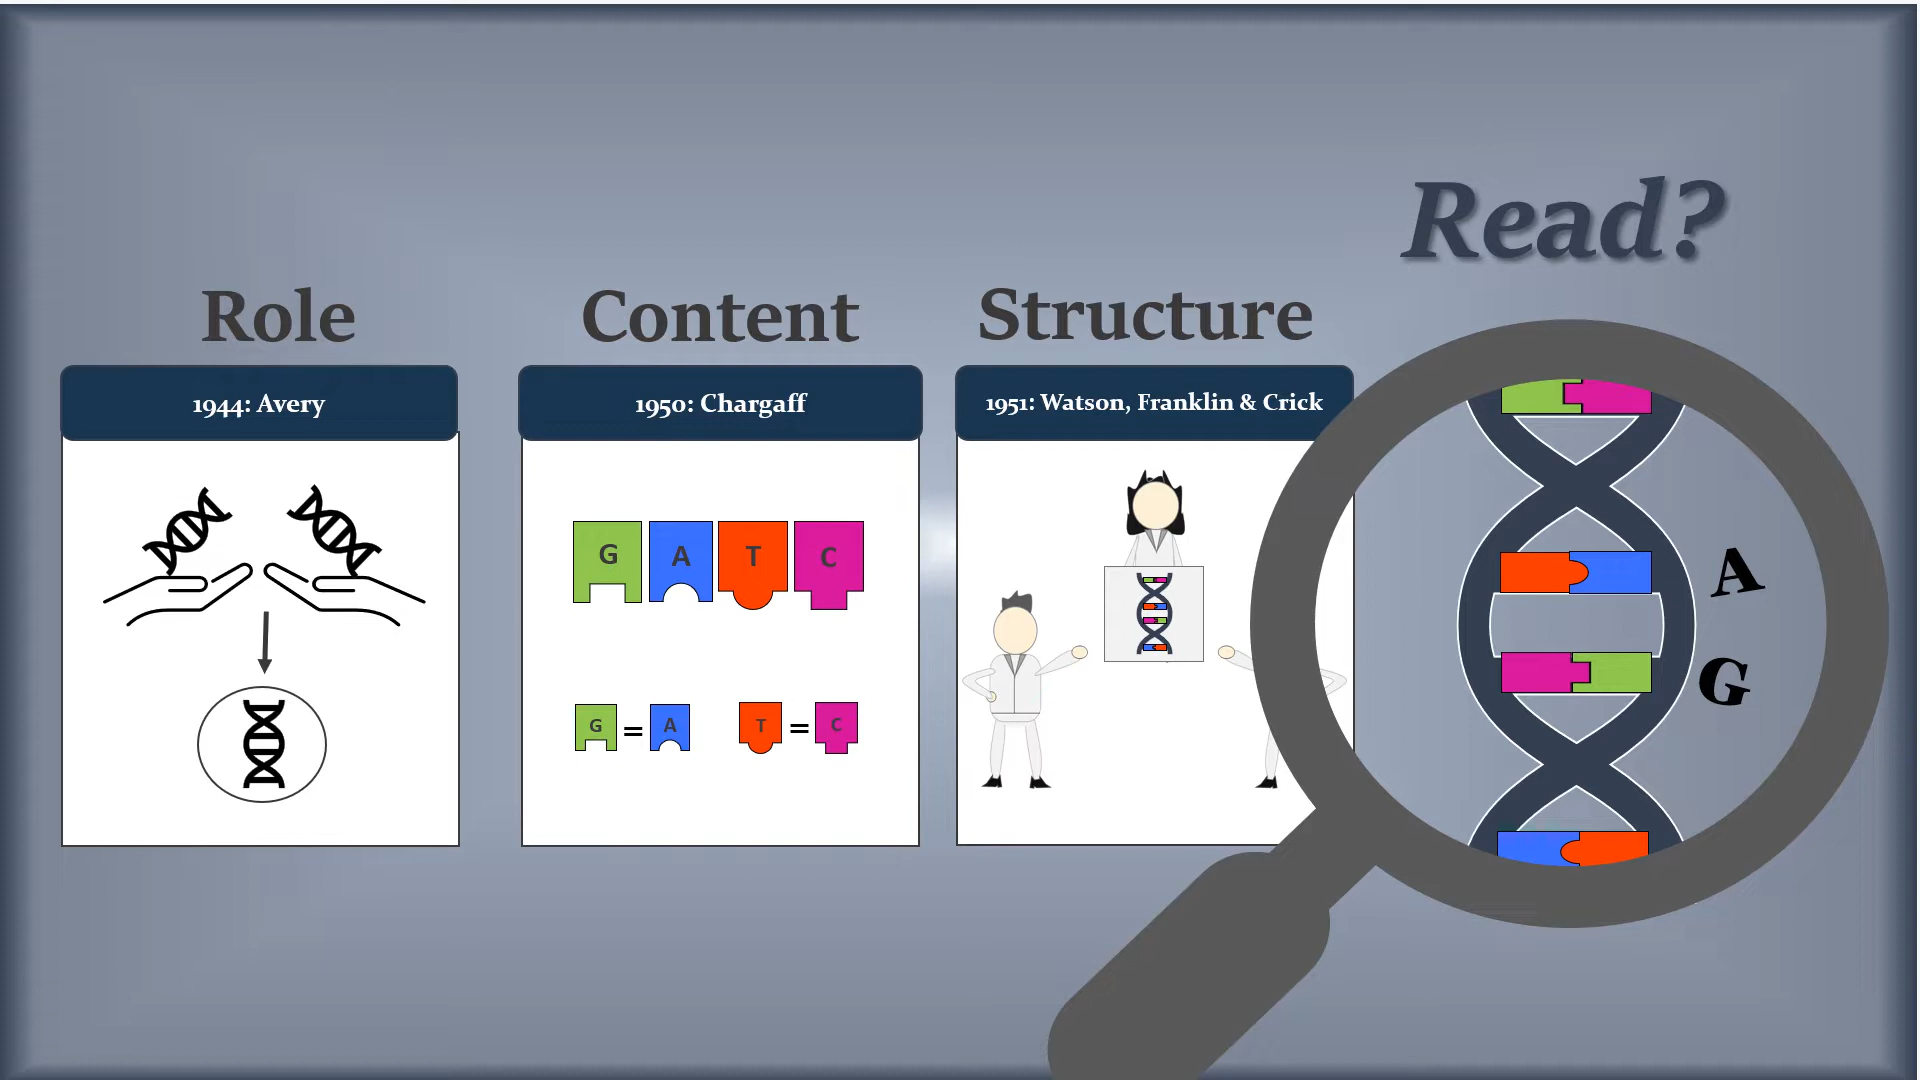 Read?
Role
Content
Structure
1944: Avery
1950: Chargaff
1951: Watson, Franklin & Crick
G A T C
G = A T = C
A
G